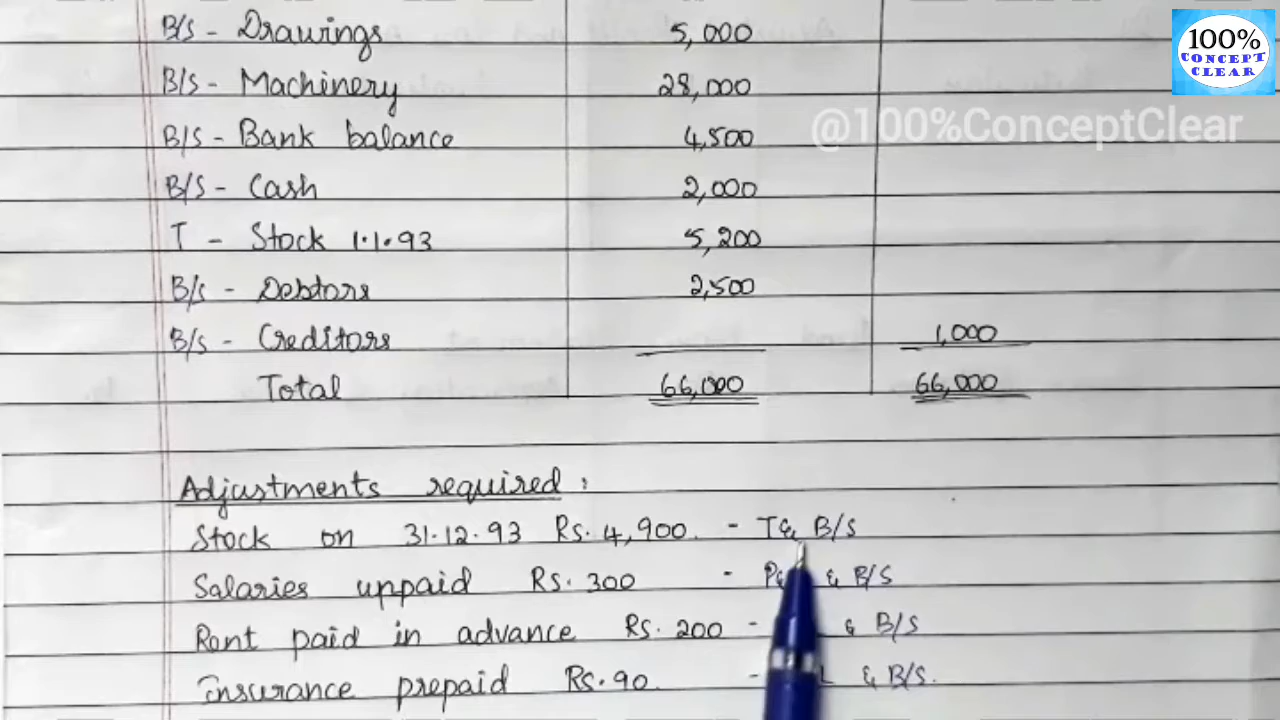 B/S - Drawings 5,000
100% CONCEPT CLEAR
B/S - Machinery 28,000
@100%ConceptClear
B/S - Bank balance 4,500
B/S - Cash 2,000
T - Stock 1.1.93 5,200
B/S - Debtors 2,500
B/S - Creditors 1,000
Total 66,000 66,000
Adjustments required :
Stock on 31.12.93 Rs. 4,900. - T& B/S
Salaries unpaid Rs. 300 - & B/S
Rent paid in advance Rs. 200 - & B/S
Insurance prepaid Rs. 90. - L & B/S.